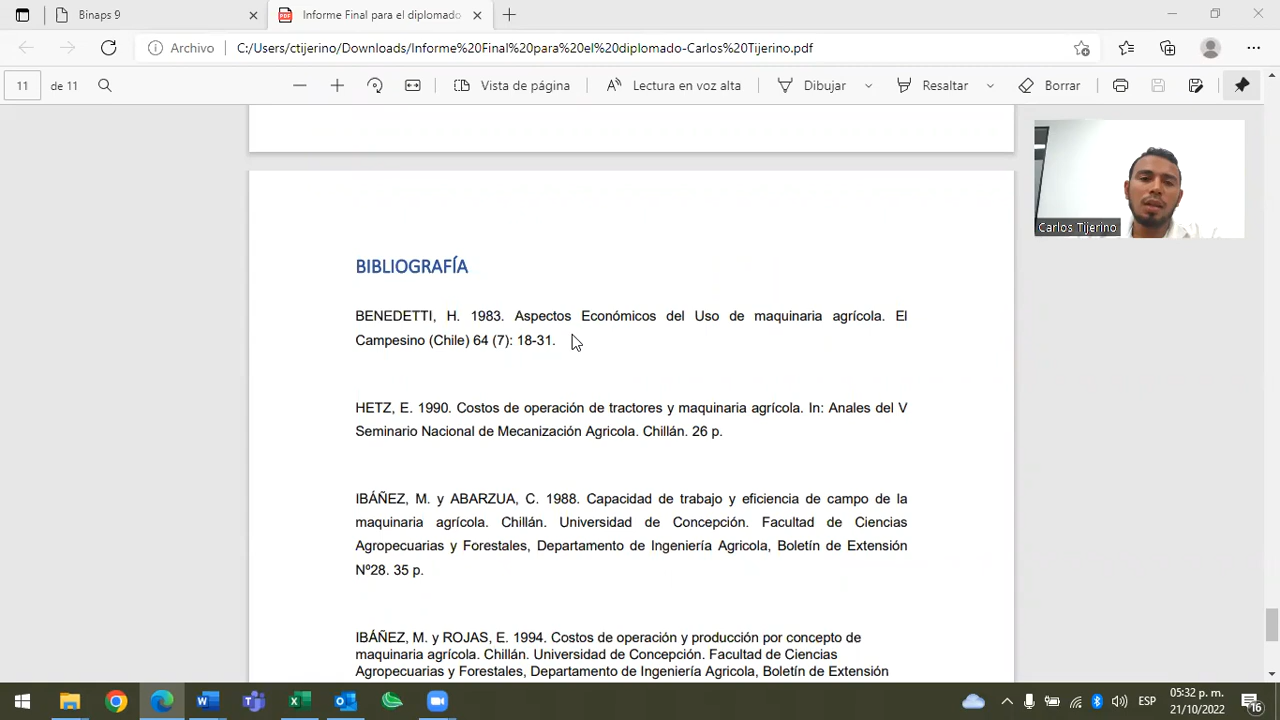 Binaps 9
Informe Final para el diplomado
Archivo
C:/Users/ctijerino/Downloads/Informe%20Final%20para%20el%20diplomado-Carlos%20Tijerino.pdf
11 de 11
Vista de página
Lectura en voz alta
Dibujar
Resaltar
Borrar
Carlos Tijerino
BIBLIOGRAFÍA
BENEDETTI, H. 1983. Aspectos Económicos del Uso de maquinaria agrícola. El
Campesino (Chile) 64 (7): 18-31.
HETZ, E. 1990. Costos de operación de tractores y maquinaria agrícola. In: Anales del V
Seminario Nacional de Mecanización Agricola. Chillán. 26 p.
IBÁÑEZ, M. y ABARZUA, C. 1988. Capacidad de trabajo y eficiencia de campo de la
maquinaria agrícola. Chillán. Universidad de Concepción. Facultad de Ciencias
Agropecuarias y Forestales, Departamento de Ingeniería Agricola, Boletín de Extensión
Nº28. 35 p.
IBÁÑEZ, M. y ROJAS, E. 1994. Costos de operación y producción por concepto de
maquinaria agrícola. Chillán. Universidad de Concepción. Facultad de Ciencias
Agropecuarias y Forestales, Departamento de Ingeniería Agricola, Boletín de Extensión
ESP
05:32 p. m.
21/10/2022
16